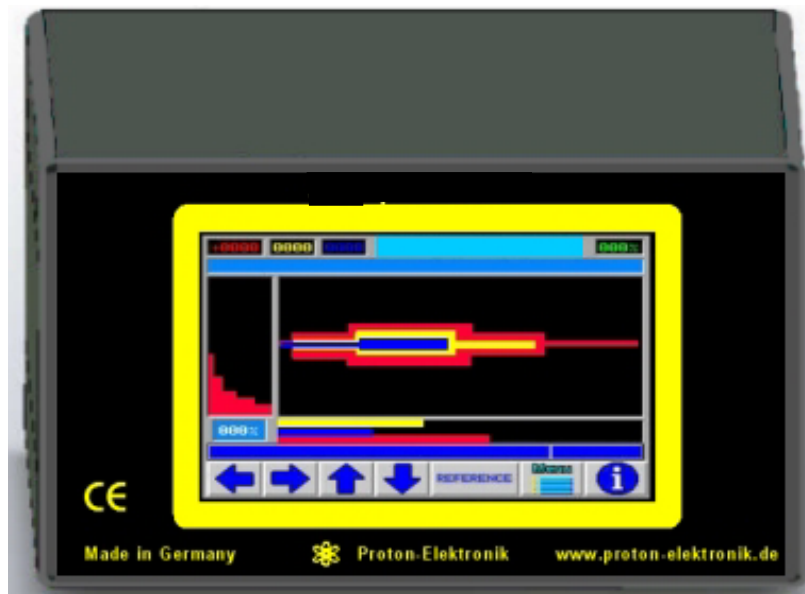 +0000 0000 0000 000%
000%
REFERENCE Menu i
CE
Made in Germany Proton-Elektronik www.proton-elektronik.de